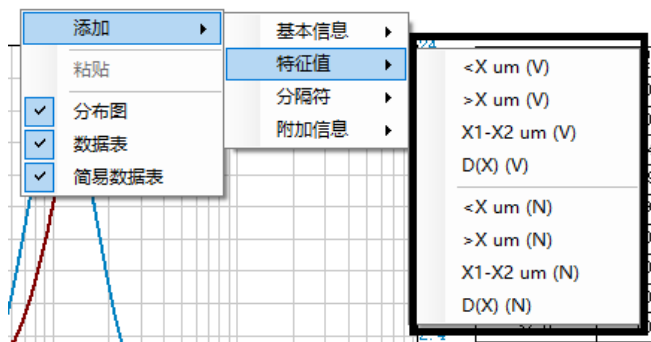 添加
粘贴
分布图
数据表
简易数据表
基本信息
特征值
分隔符
附加信息
<X um (V)
>X um (V)
X1-X2 um (V)
D(X) (V)
<X um (N)
>X um (N)
X1-X2 um (N)
D(X) (N)